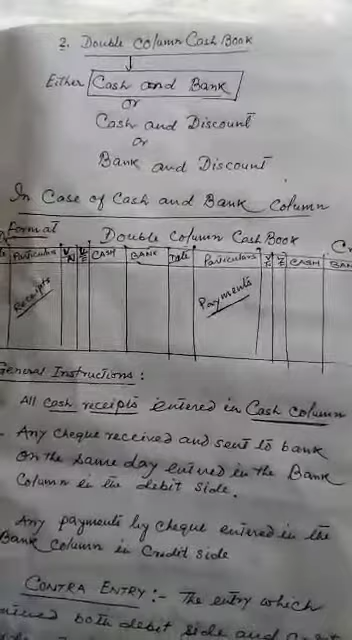 2. Double Column Cash Book
Either Cash and Bank
or
Cash and Discount
or
Bank and Discount
In Case of Cash and Bank Column
Format Double Column Cash Book Cr
Particulars CASH BANK Date Particulars CASH BAN
Receipts Payments
General Instructions:
All cash receipts entered in Cash column
Any cheque received and sent to bank
on the same day entered in the Bank
Column in the debit side.
Any payments by cheque entered in the
Bank Column in Credit side
CONTRA ENTRY:- The entry which
both debit side and